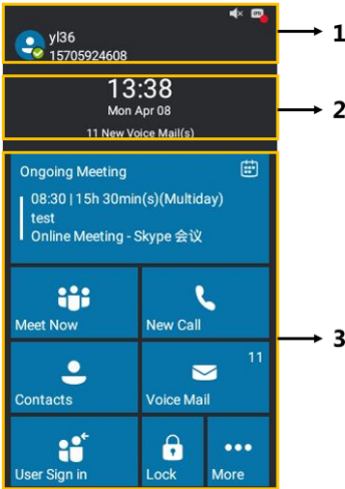 yl36
15705924608
1
13:38
Mon Apr 08
11 New Voice Mail(s)
2
Ongoing Meeting
08:30 | 15h 30min(s)(Multiday)
test
Online Meeting - Skype 会议
Meet Now
New Call
3
11
Contacts
Voice Mail
User Sign in
Lock
More